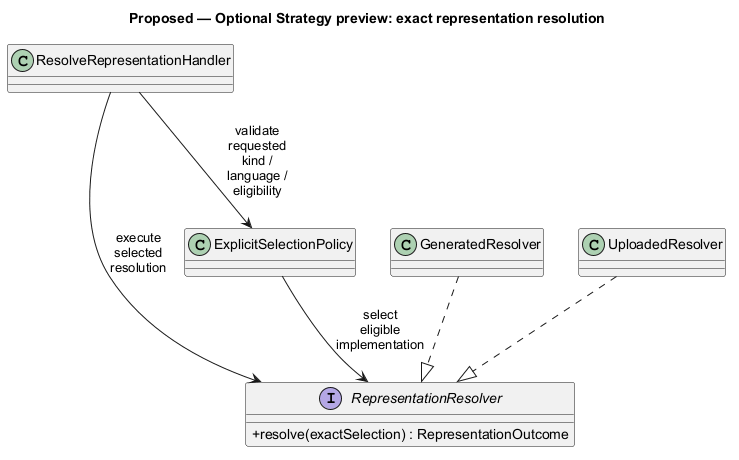 Proposed — Optional Strategy preview: exact representation resolution
C ResolveRepresentationHandler
validate
requested
kind /
language /
eligibility
execute
selected
resolution
C ExplicitSelectionPolicy
C GeneratedResolver
C UploadedResolver
select
eligible
implementation
I RepresentationResolver
+resolve(exactSelection) : RepresentationOutcome